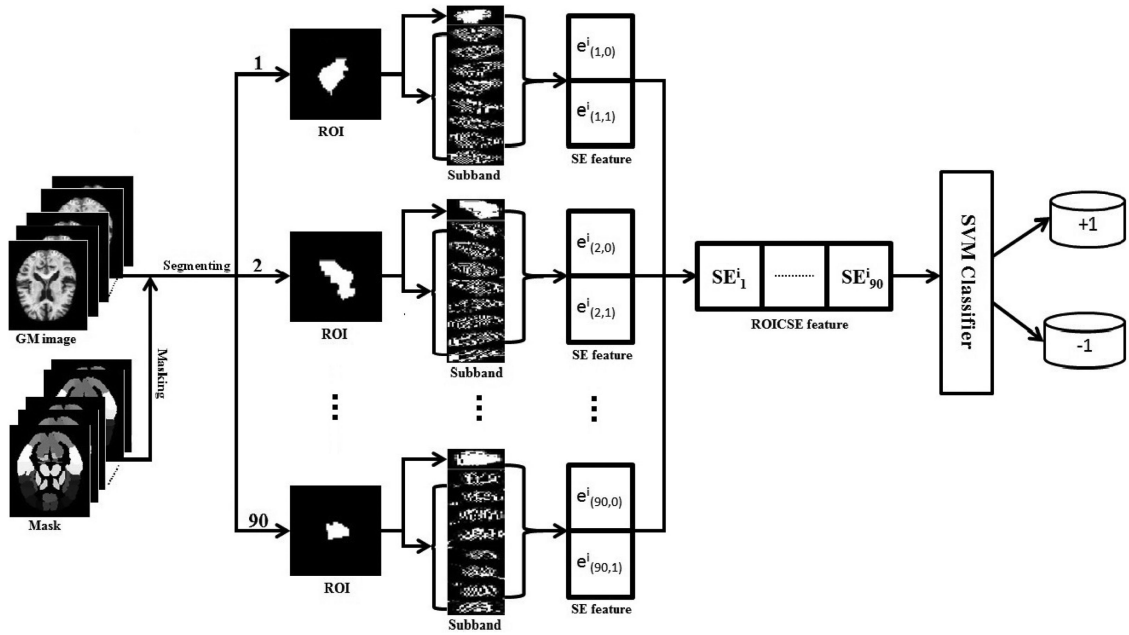 GM image
Mask
Masking
Segmenting
1
ROI
Subband
e^i_(1,0)
e^i_(1,1)
SE feature
2
ROI
Subband
e^i_(2,0)
e^i_(2,1)
SE feature
90
ROI
Subband
e^i_(90,0)
e^i_(90,1)
SE feature
SE^i_1 ......... SE^i_90
ROICSE feature
SVM Classifier
+1
-1